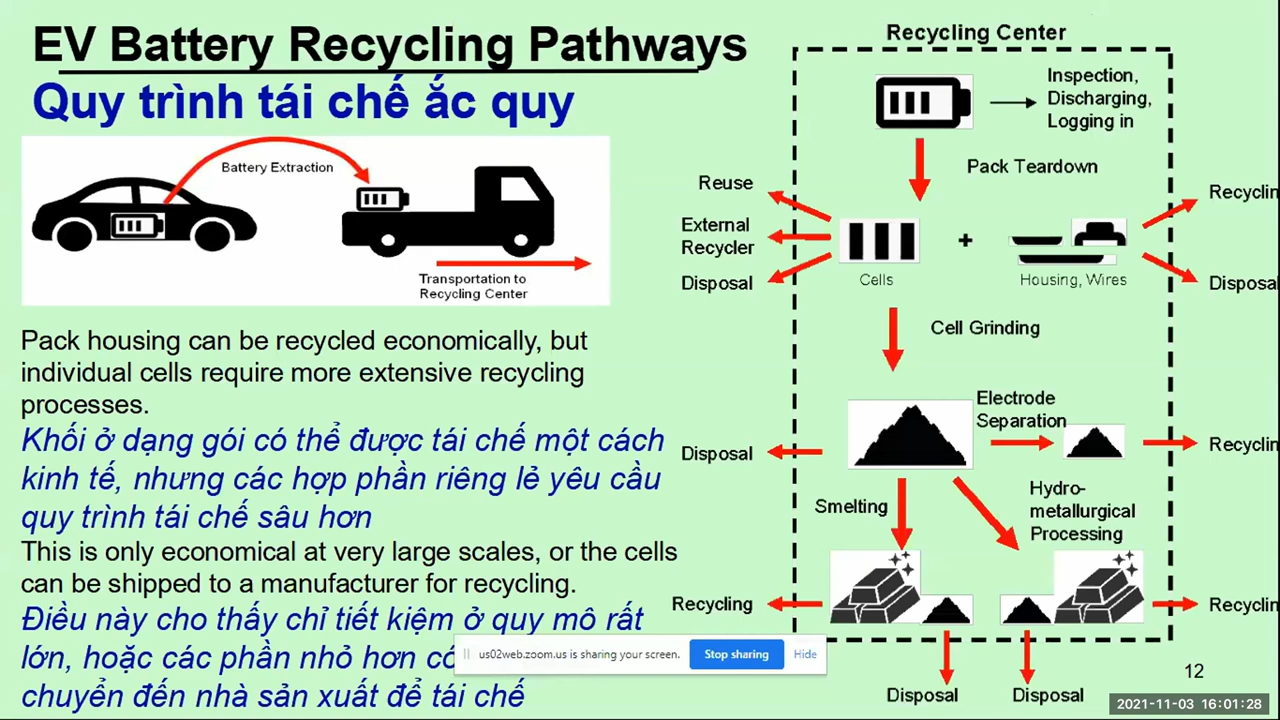 EV Battery Recycling Pathways
Quy trình tái chế ắc quy
Battery Extraction
Transportation to
Recycling Center
Pack housing can be recycled economically, but
individual cells require more extensive recycling
processes.
Khối ở dạng gói có thể được tái chế một cách
kinh tế, nhưng các hợp phần riêng lẻ yêu cầu
quy trình tái chế sâu hơn
This is only economical at very large scales, or the cells
can be shipped to a manufacturer for recycling.
Điều này cho thấy chỉ tiết kiệm ở quy mô rất
lớn, hoặc các phần nhỏ hơn
chuyển đến nhà sản xuất để tái chế
Recycling Center
Inspection,
Discharging,
Logging in
Pack Teardown
Reuse
External
Recycler
Disposal
Cells
+
Housing, Wires
Recyclin
Disposal
Cell Grinding
Electrode
Separation
Disposal
Recyclin
Smelting
Hydro-
metallurgical
Processing
Recycling
Recyclin
Disposal
Disposal
us02web.zoom.us is sharing your screen.
Stop sharing
Hide
12
2021-11-03 16:01:28